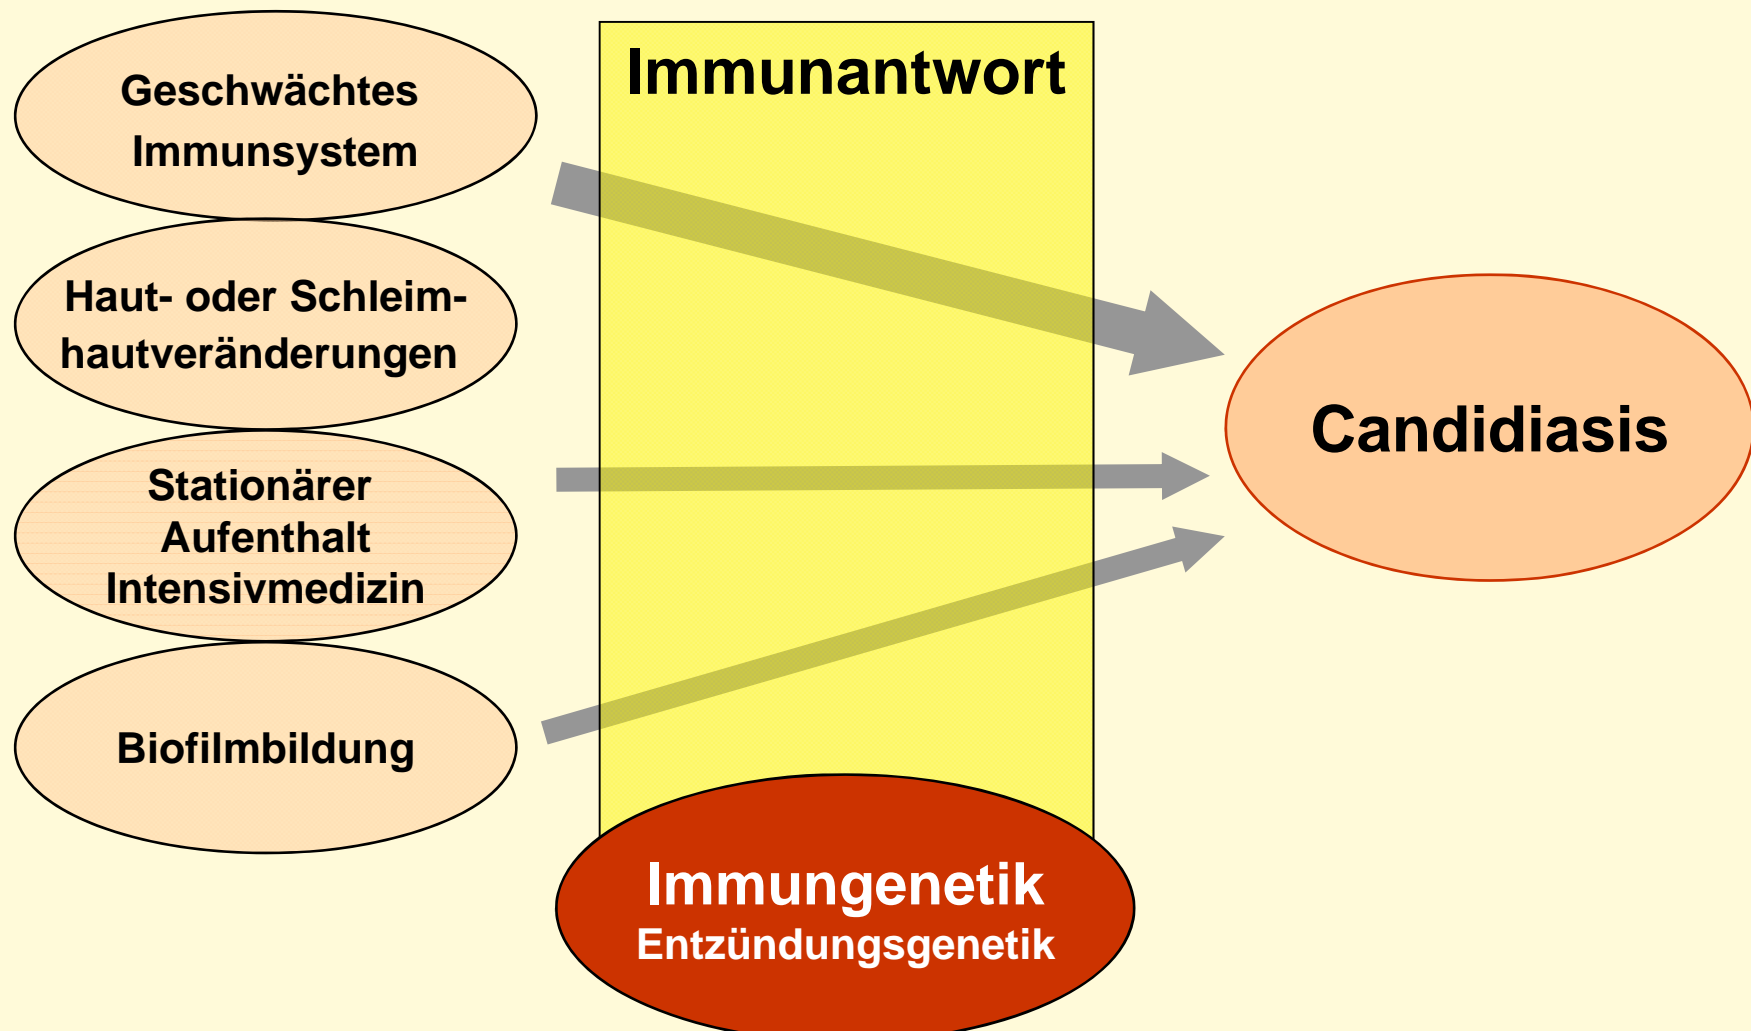 Geschwächtes
Immunsystem
Haut- oder Schleim-
hautveränderungen
Stationärer
Aufenthalt
Intensivmedizin
Biofilmbildung
Immunantwort
Immungenetik
Entzündungsgenetik
Candidiasis